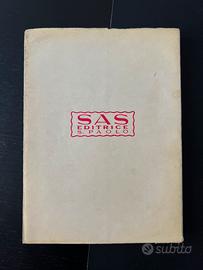 SAS
EDITRICE
S. PAOLO
subito